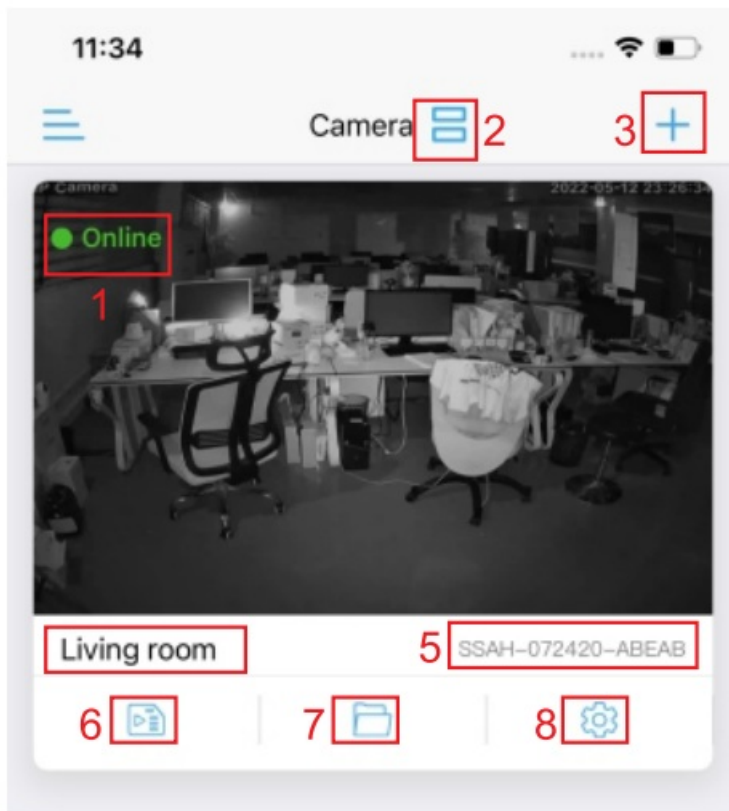 11:34
Camera 2 3
P Camera 2022-05-12 23:26:34
Online
1
Living room 5 SSAH-072420-ABEAB
6 7 8